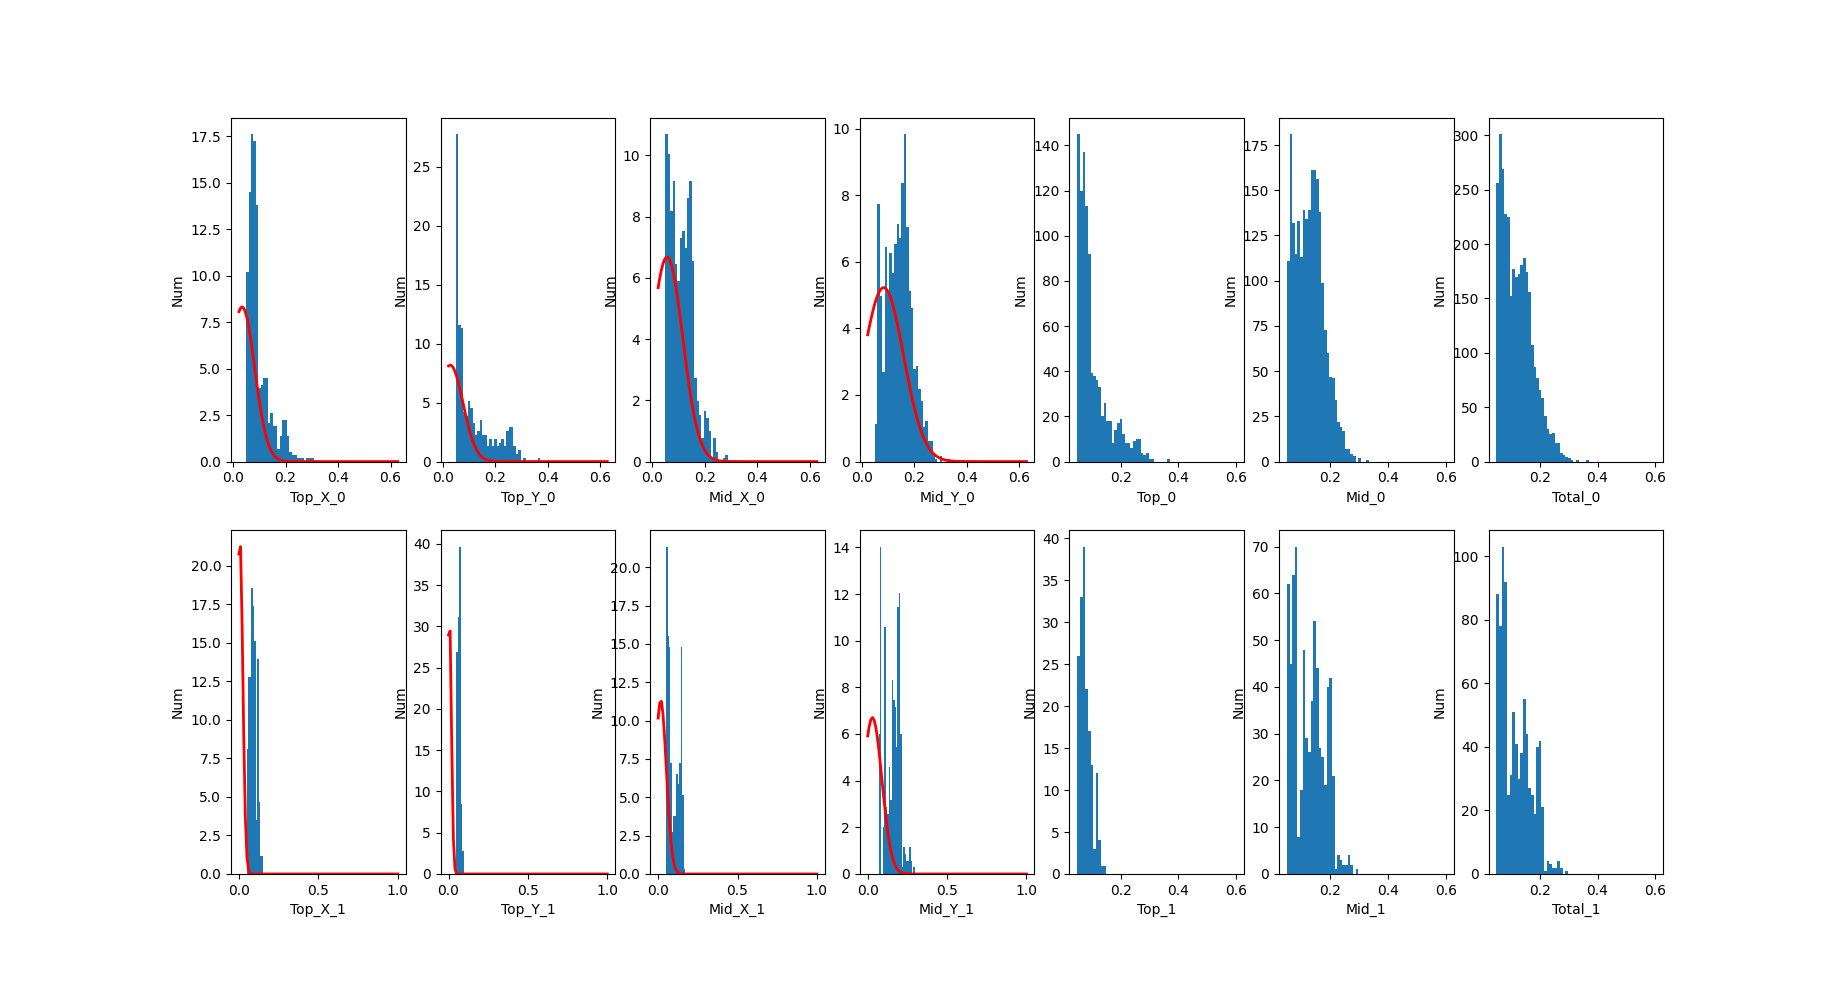 17.5
15.0
12.5
10.0
7.5
5.0
2.5
0.0
Num
0.0 0.2 0.4 0.6
Top_X_0
25
20
15
10
5
0
Num
0.0 0.2 0.4 0.6
Top_Y_0
10
8
6
4
2
0
Num
0.0 0.2 0.4 0.6
Mid_X_0
10
8
6
4
2
0
Num
0.0 0.2 0.4 0.6
Mid_Y_0
140
120
100
80
60
40
20
0
Num
0.2 0.4 0.6
Top_0
175
150
125
100
75
50
25
0
Num
0.2 0.4 0.6
Mid_0
300
250
200
150
100
50
0
Num
0.2 0.4 0.6
Total_0
20.0
17.5
15.0
12.5
10.0
7.5
5.0
2.5
0.0
Num
0.0 0.5 1.0
Top_X_1
40
35
30
25
20
15
10
5
0
Num
0.0 0.5 1.0
Top_Y_1
20.0
17.5
15.0
12.5
10.0
7.5
5.0
2.5
0.0
Num
0.0 0.5 1.0
Mid_X_1
14
12
10
8
6
4
2
0
Num
0.0 0.5 1.0
Mid_Y_1
40
35
30
25
20
15
10
5
0
Num
0.2 0.4 0.6
Top_1
70
60
50
40
30
20
10
0
Num
0.2 0.4 0.6
Mid_1
100
80
60
40
20
0
Num
0.2 0.4 0.6
Total_1